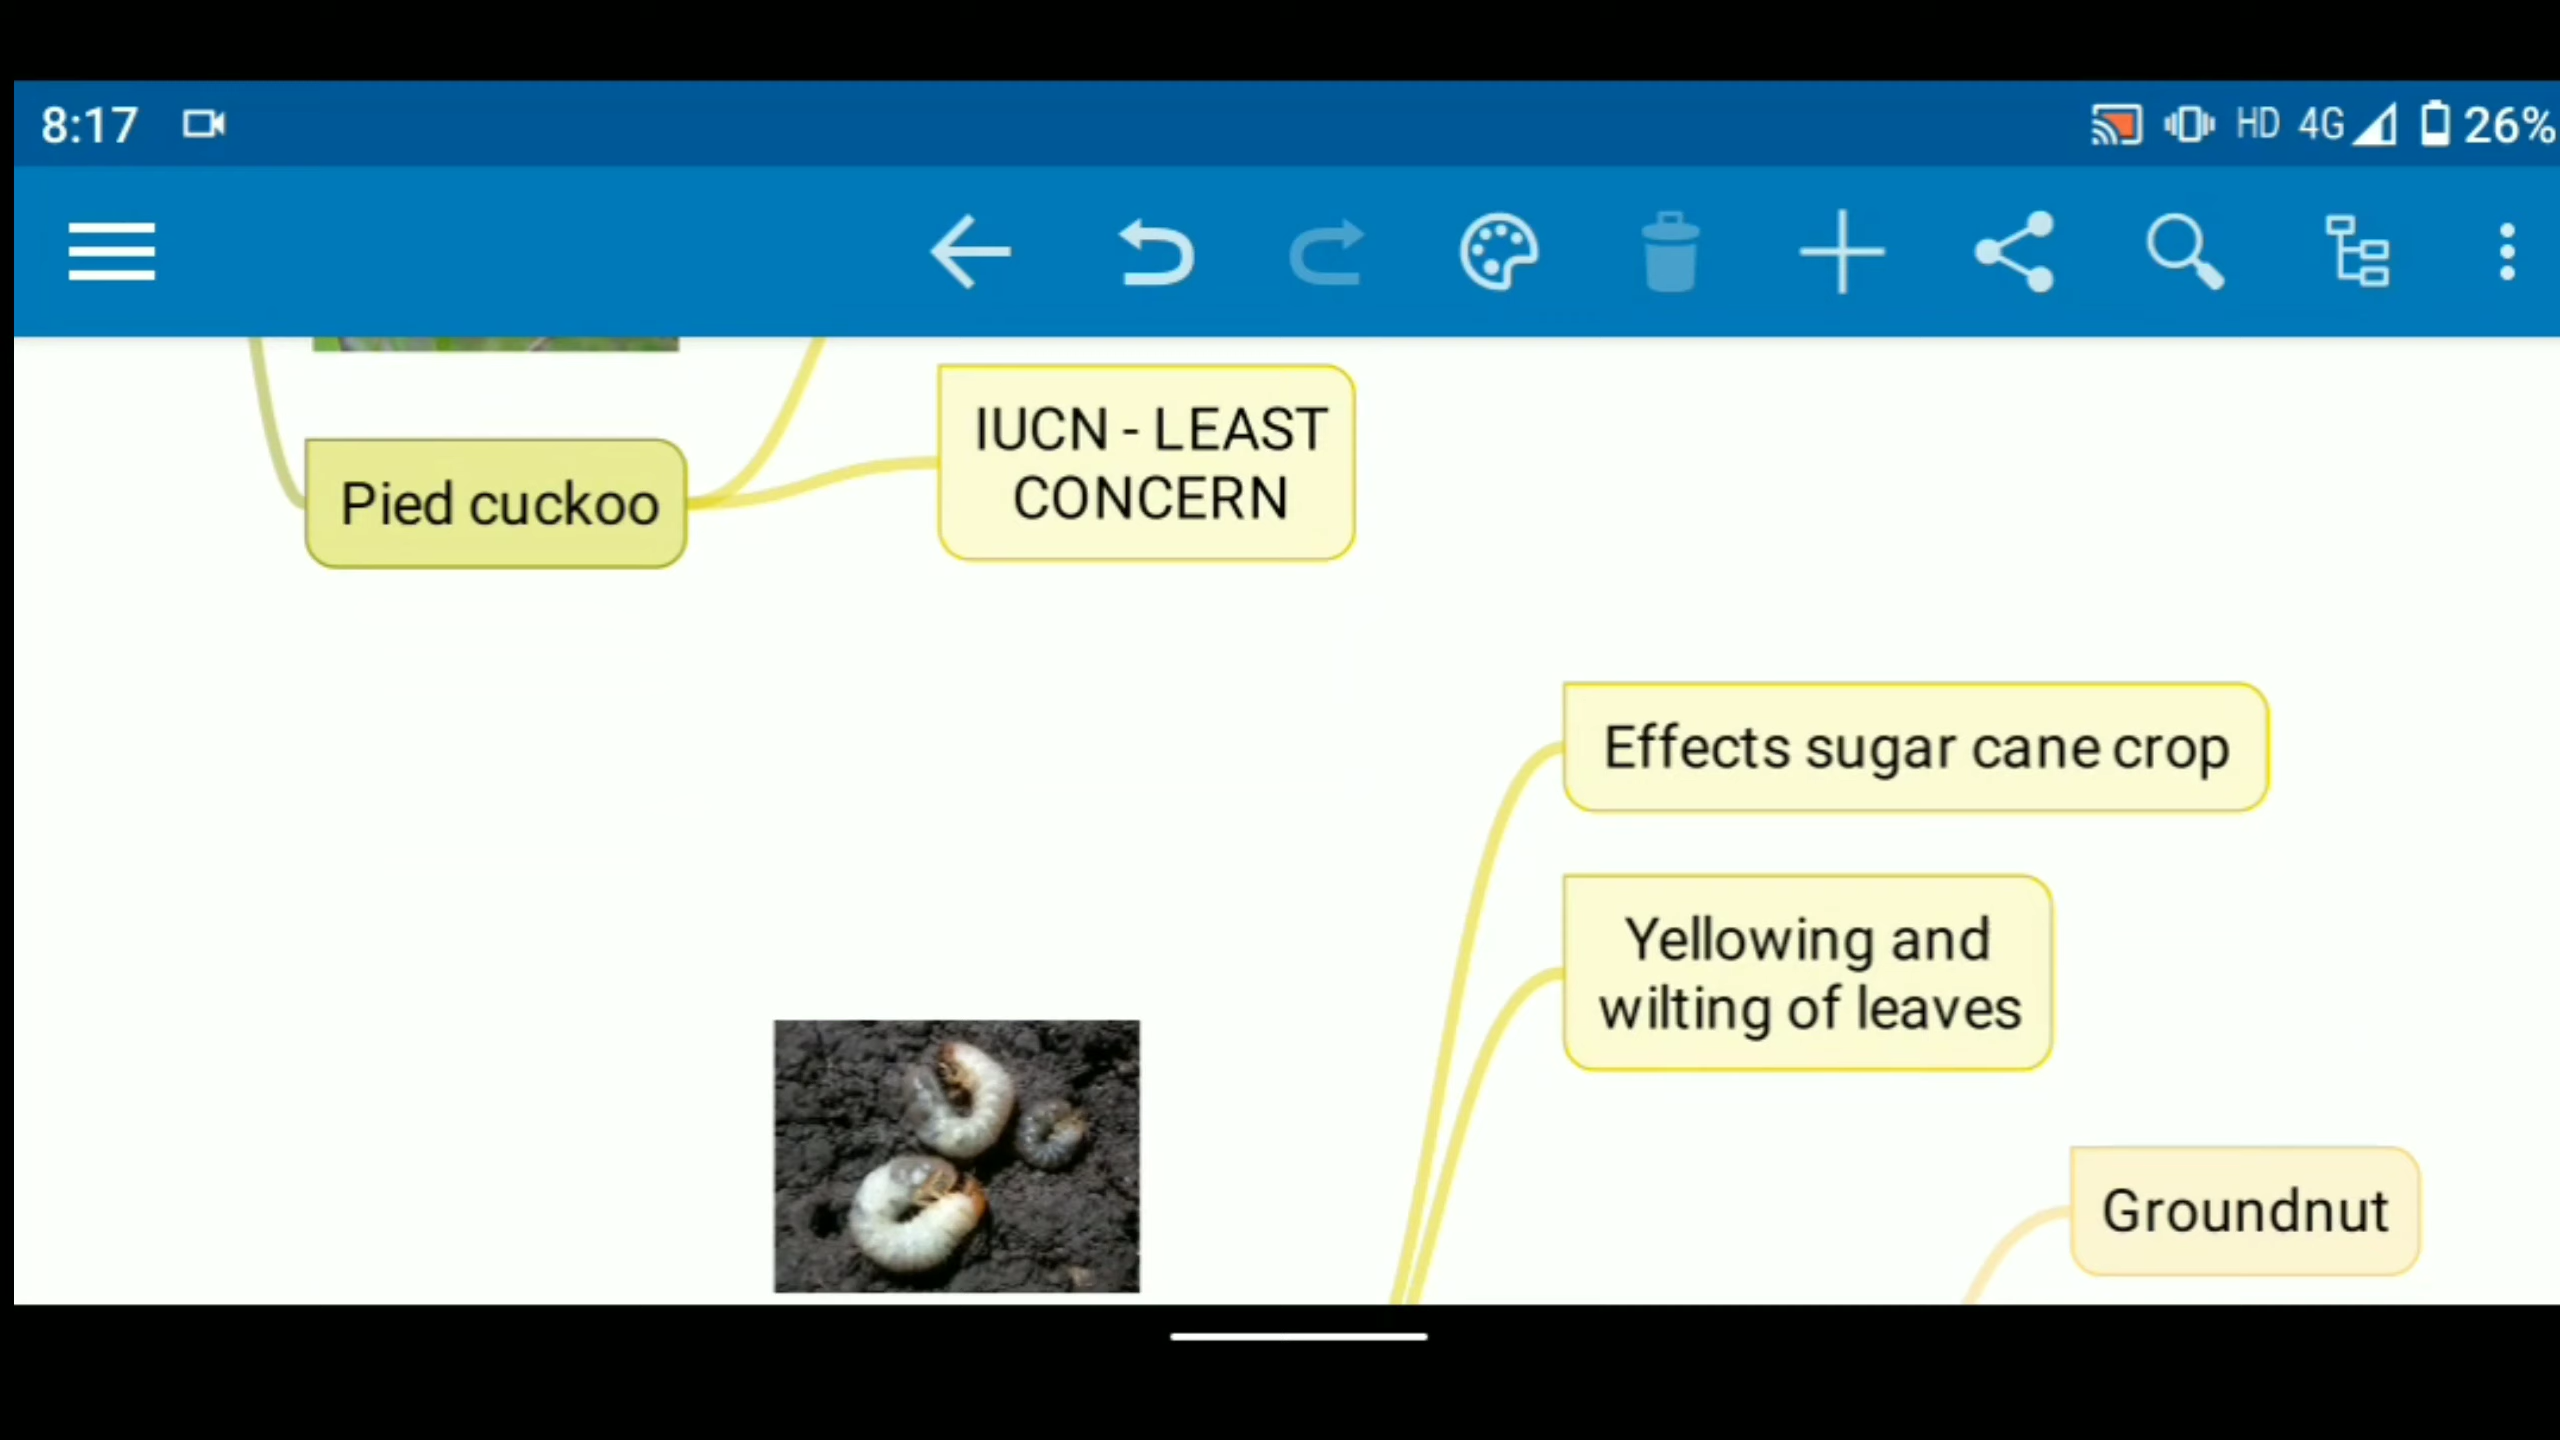 8:17
HD 4G 26%
IUCN - LEAST
CONCERN
Pied cuckoo
Effects sugar cane crop
Yellowing and
wilting of leaves
Groundnut